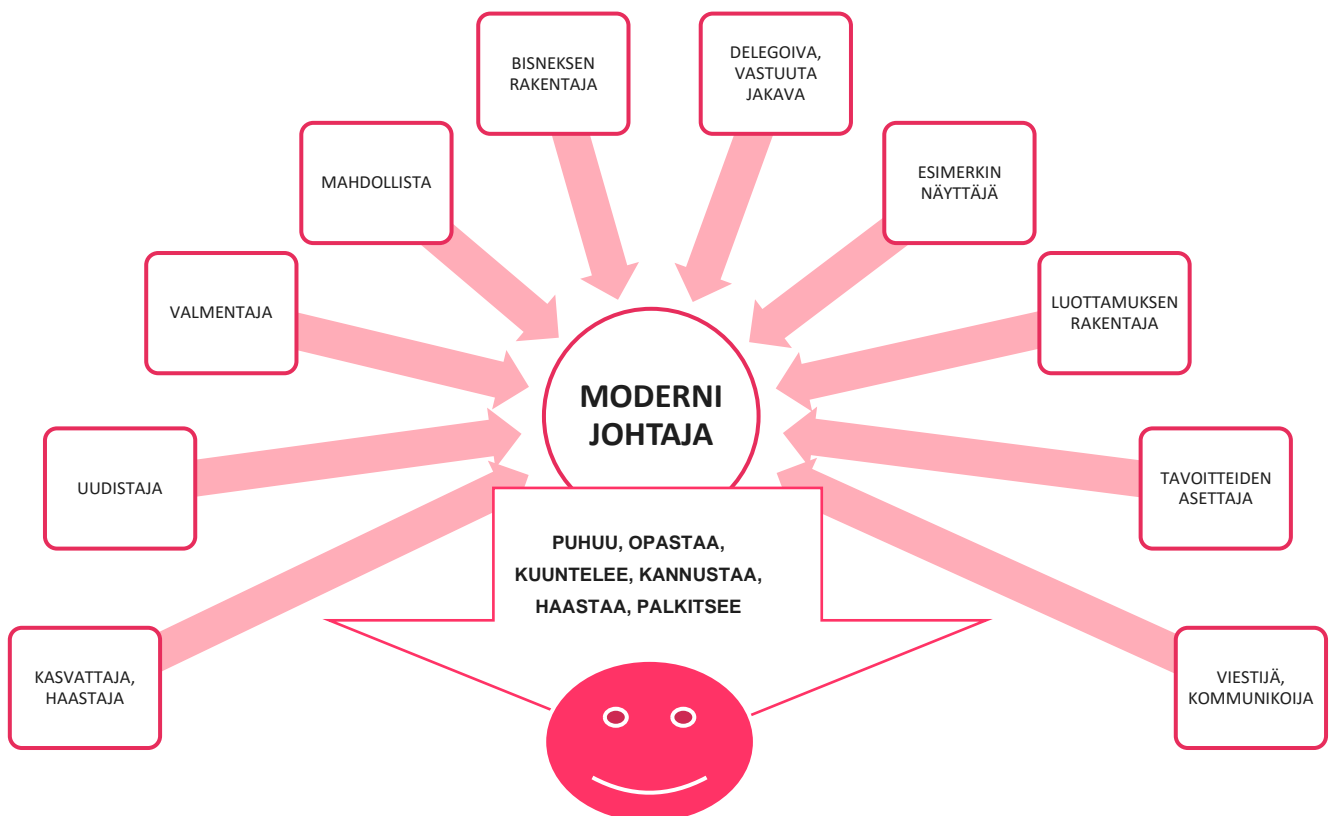 BISNEKSEN
RAKENTAJA
DELEGOIVA,
VASTUUTA
JAKAVA
MAHDOLLISTA
ESIMERKIN
NÄYTTÄJÄ
VALMENTAJA
LUOTTAMUKSEN
RAKENTAJA
MODERNI
JOHTAJA
UUDISTAJA
TAVOITTEIDEN
ASETTAJA
PUHUU, OPASTAA,
KUUNTELEE, KANNUSTAA,
HAASTAA, PALKITSEE
KASVATTAJA,
HAASTAJA
VIESTIJÄ,
KOMMUNIKOIJA